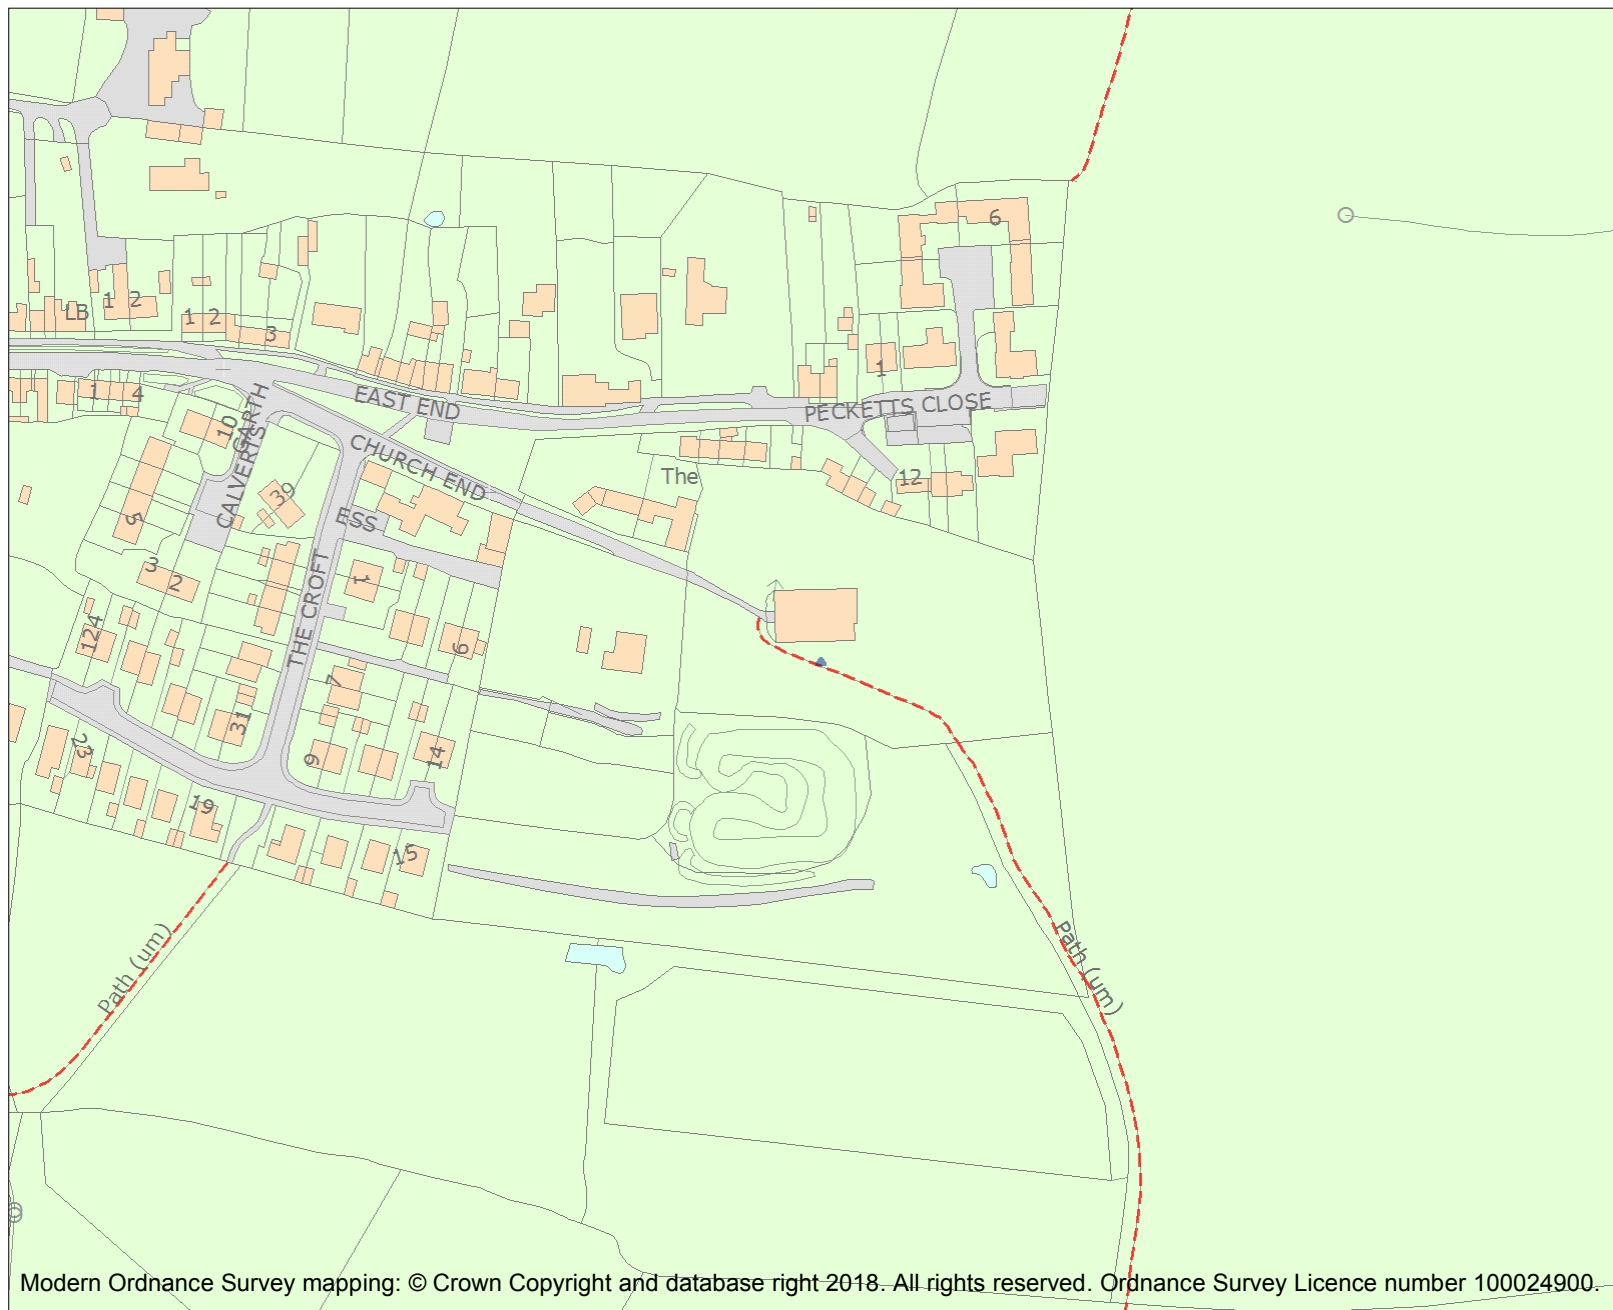 6
LB
1
2
1
2
3
1
1
4
EAST END
PECKETTS CLOSE
10
CALVERTS
GARTH
CHURCH END
The
12
39
5
ESS
3
2
1
THE CROFT
124
6
7
31
23
9
14
19
15
Path (um)
Path (um)
Modern Ordnance Survey mapping: © Crown Copyright and database right 2018. All rights reserved. Ordnance Survey Licence number 100024900.